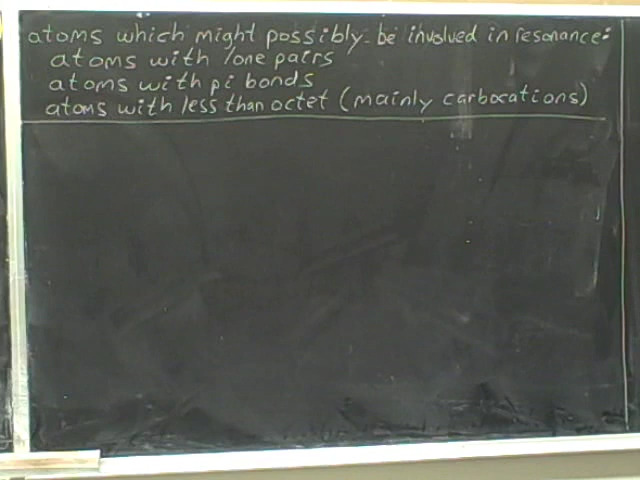 atoms which might possibly be involved in resonance:
atoms with lone pairs
atoms with pi bonds
atoms with less than octet (mainly carbocations)